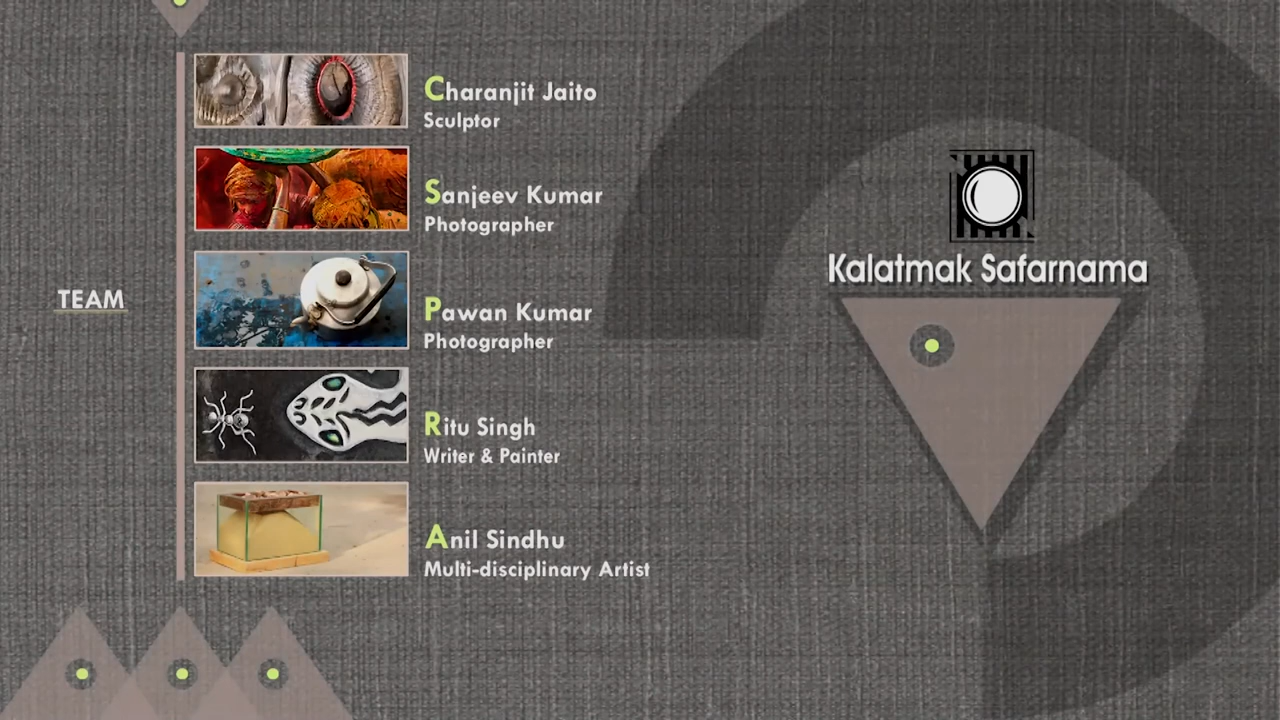 TEAM
Charanjit Jaito
Sculptor
Sanjeev Kumar
Photographer
Pawan Kumar
Photographer
Ritu Singh
Writer & Painter
Anil Sindhu
Multi-disciplinary Artist
Kalatmak Safarnama